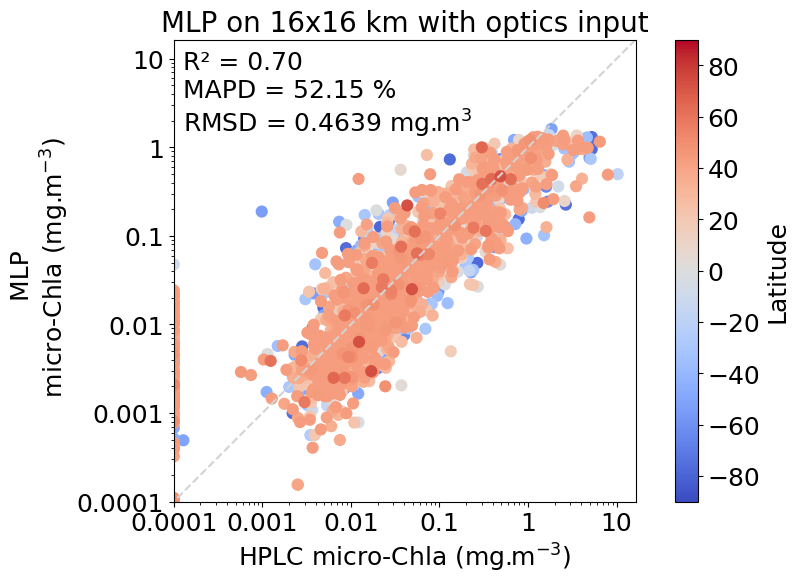 MLP on 16x16 km with optics input
R² = 0.70
MAPD = 52.15 %
RMSD = 0.4639 mg.m³
10
1
0.1
0.01
0.001
0.0001
MLP
micro-Chla (mg.m⁻³)
0.0001 0.001 0.01 0.1 1 10
HPLC micro-Chla (mg.m⁻³)
80
60
40
20
0
−20
−40
−60
−80
Latitude